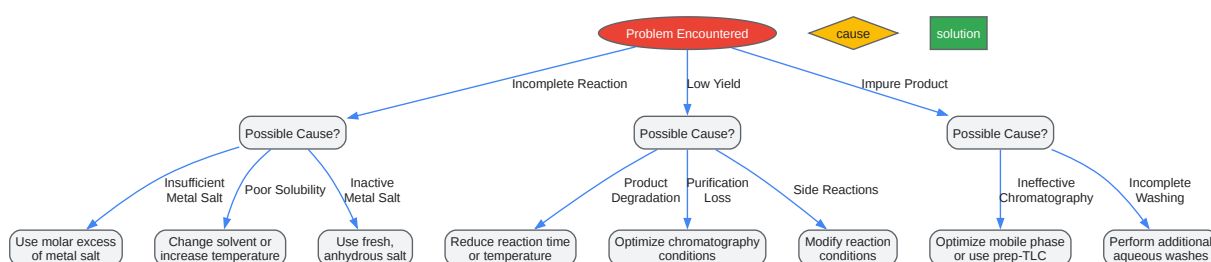 Problem Encountered
cause
solution
Incomplete Reaction
Low Yield
Impure Product
Possible Cause?
Possible Cause?
Possible Cause?
Insufficient
Metal Salt
Poor Solubility
Inactive
Metal Salt
Product
Degradation
Purification
Loss
Side Reactions
Ineffective
Chromatography
Incomplete
Washing
Use molar excess
of metal salt
Change solvent or
increase temperature
Use fresh,
anhydrous salt
Reduce reaction time
or temperature
Optimize chromatography
conditions
Modify reaction
conditions
Optimize mobile phase
or use prep-TLC
Perform additional
aqueous washes